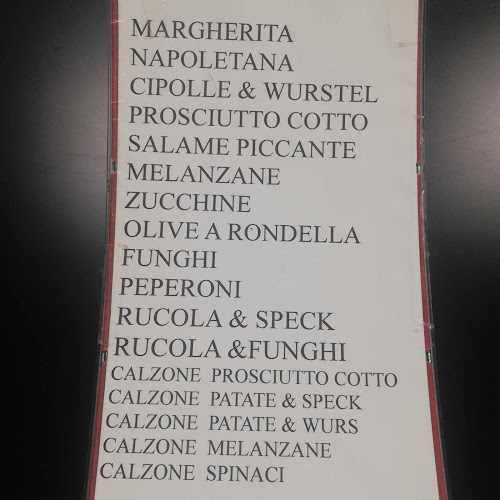 MARGHERITA
NAPOLETANA
CIPOLLE & WURSTEL
PROSCIUTTO COTTO
SALAME PICCANTE
MELANZANE
ZUCCHINE
OLIVE A RONDELLA
FUNGHI
PEPERONI
RUCOLA & SPECK
RUCOLA &FUNGHI
CALZONE PROSCIUTTO COTTO
CALZONE PATATE & SPECK
CALZONE PATATE & WURS
CALZONE MELANZANE
CALZONE SPINACI